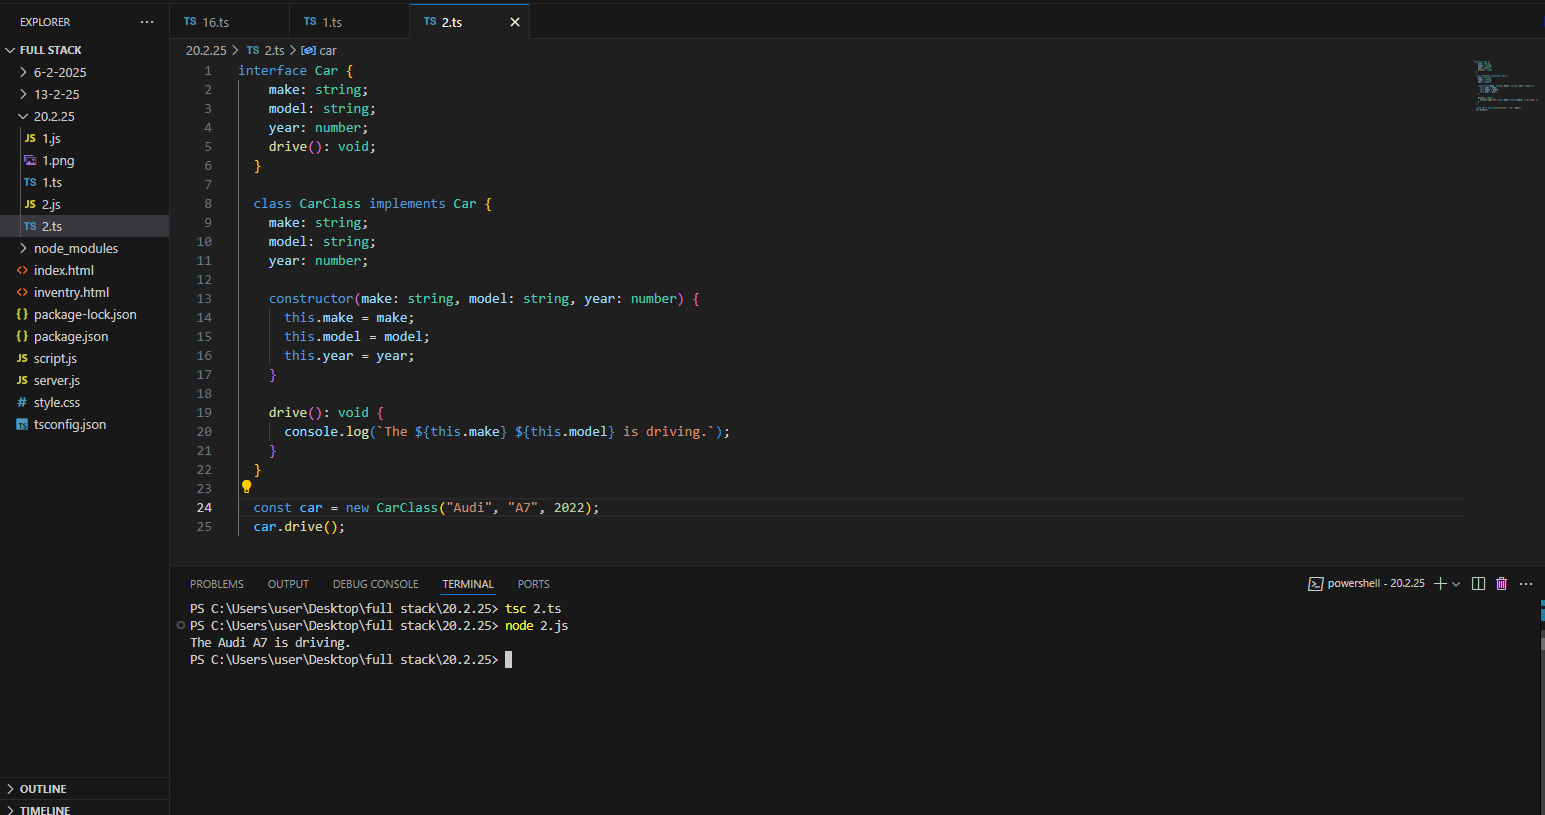 EXPLORER
FULL STACK
6-2-2025
13-2-25
20.2.25
JS 1.js
1.png
TS 1.ts
JS 2.js
TS 2.ts
node_modules
<> index.html
<> inventry.html
{} package-lock.json
{} package.json
JS script.js
JS server.js
# style.css
TS tsconfig.json
OUTLINE
TIMELINE
TS 16.ts TS 1.ts TS 2.ts
20.2.25 > TS 2.ts > car
1 interface Car {
2 make: string;
3 model: string;
4 year: number;
5 drive(): void;
6 }
7
8 class CarClass implements Car {
9 make: string;
10 model: string;
11 year: number;
12
13 constructor(make: string, model: string, year: number) {
14 this.make = make;
15 this.model = model;
16 this.year = year;
17 }
18
19 drive(): void {
20 console.log(`The ${this.make} ${this.model} is driving.`);
21 }
22 }
23
24 const car = new CarClass("Audi", "A7", 2022);
25 car.drive();
PROBLEMS OUTPUT DEBUG CONSOLE TERMINAL PORTS powershell - 20.2.25
PS C:\Users\user\Desktop\full stack\20.2.25> tsc 2.ts
PS C:\Users\user\Desktop\full stack\20.2.25> node 2.js
The Audi A7 is driving.
PS C:\Users\user\Desktop\full stack\20.2.25>